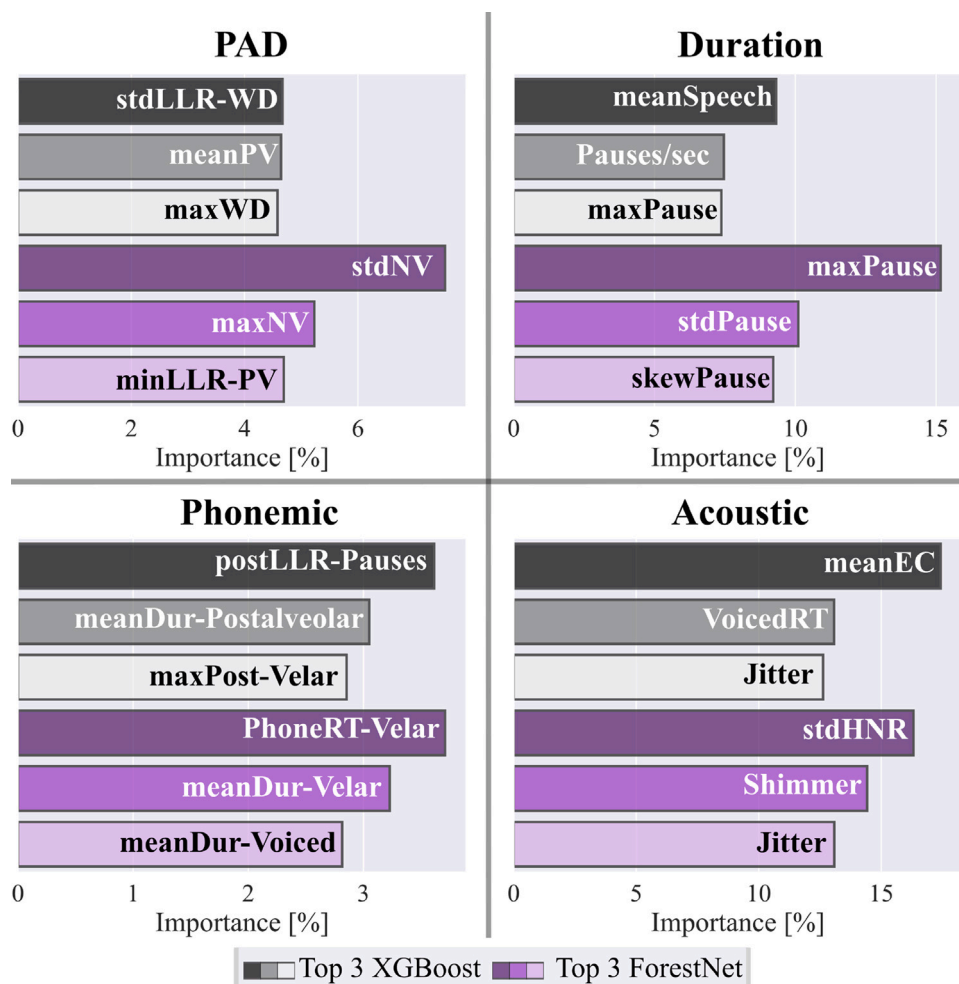 PAD
stdLLR-WD
meanPV
maxWD
stdNV
maxNV
minLLR-PV
0 2 4 6
Importance [%]
Duration
meanSpeech
Pauses/sec
maxPause
maxPause
stdPause
skewPause
0 5 10 15
Importance [%]
Phonemic
postLLR-Pauses
meanDur-Postalveolar
maxPost-Velar
PhoneRT-Velar
meanDur-Velar
meanDur-Voiced
0 1 2 3
Importance [%]
Acoustic
meanEC
VoicedRT
Jitter
stdHNR
Shimmer
Jitter
0 5 10 15
Importance [%]
Top 3 XGBoost Top 3 ForestNet